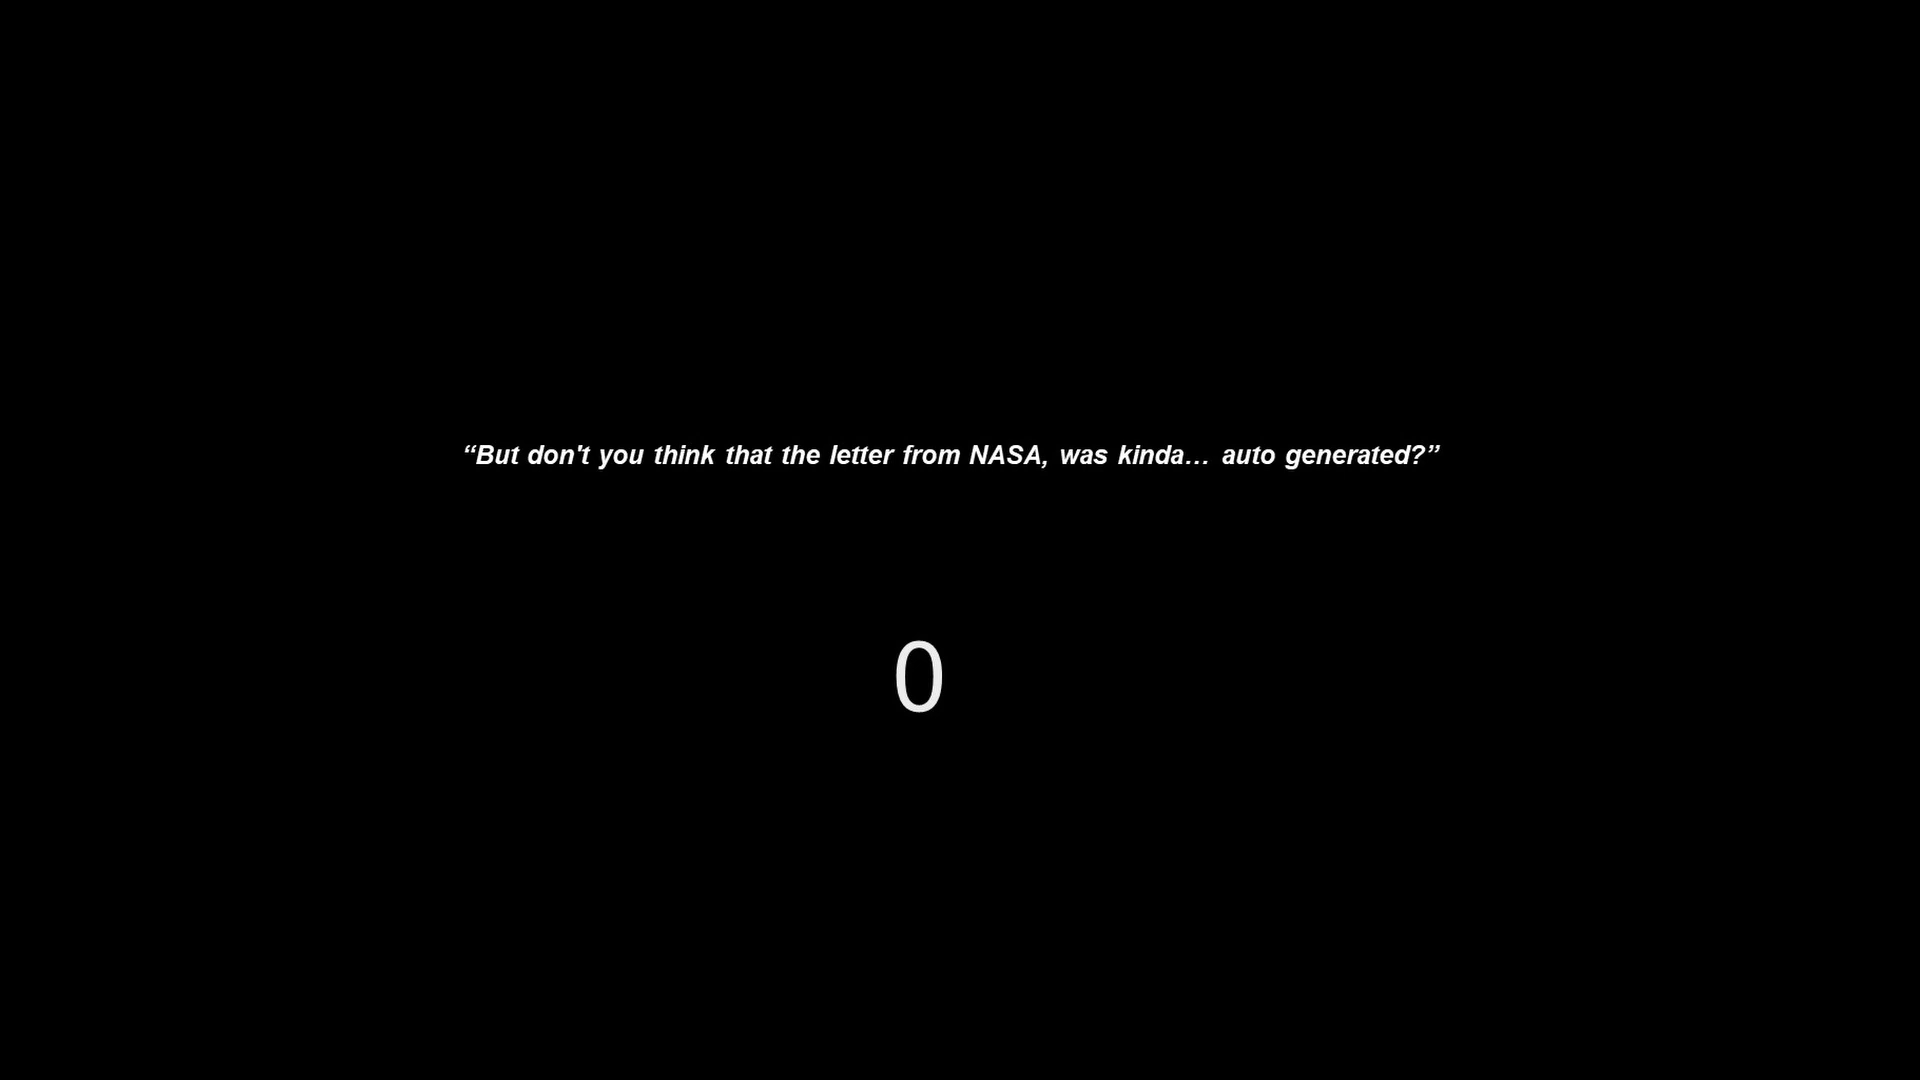 “But don't you think that the letter from NASA, was kinda… auto generated?”
0